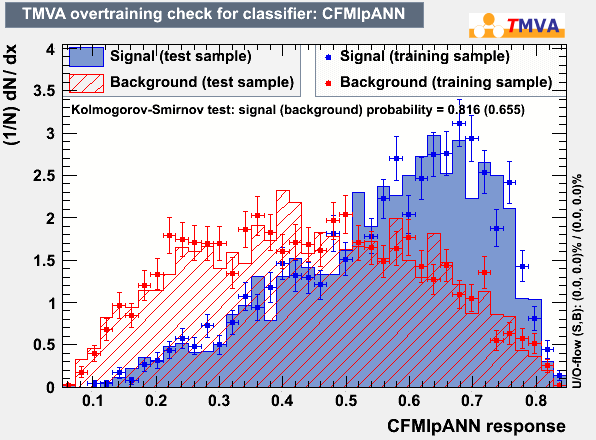 TMVA overtraining check for classifier: CFMlpANN
TMVA
Signal (test sample)
Background (test sample)
Signal (training sample)
Background (training sample)
Kolmogorov-Smirnov test: signal (background) probability = 0.816 (0.655)
(1/N) dN / dx
4
3.5
3
2.5
2
1.5
1
0.5
0
0.1 0.2 0.3 0.4 0.5 0.6 0.7 0.8
CFMlpANN response
U/O-flow (S,B): (0.0, 0.0)% / (0.0, 0.0)%